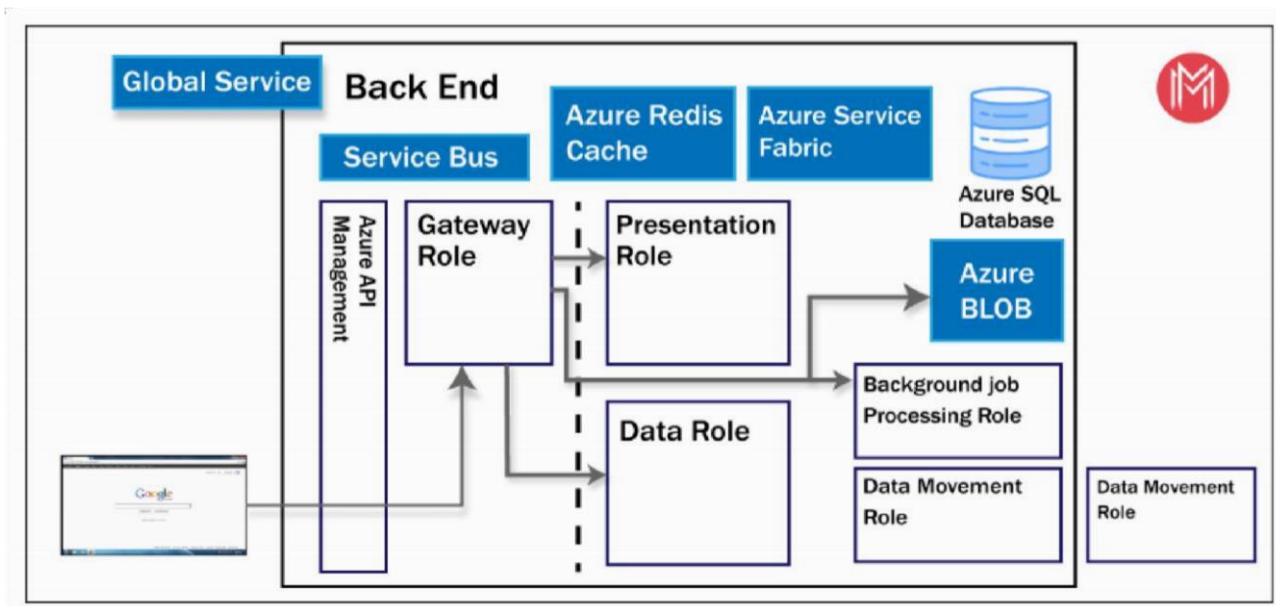 Global Service
Back End
Service Bus
Azure Redis
Cache
Azure Service
Fabric
Azure SQL
Database
Azure API
Management
Gateway
Role
Presentation
Role
Azure
BLOB
Data Role
Background job
Processing Role
Data Movement
Role
Data Movement
Role
Google
M